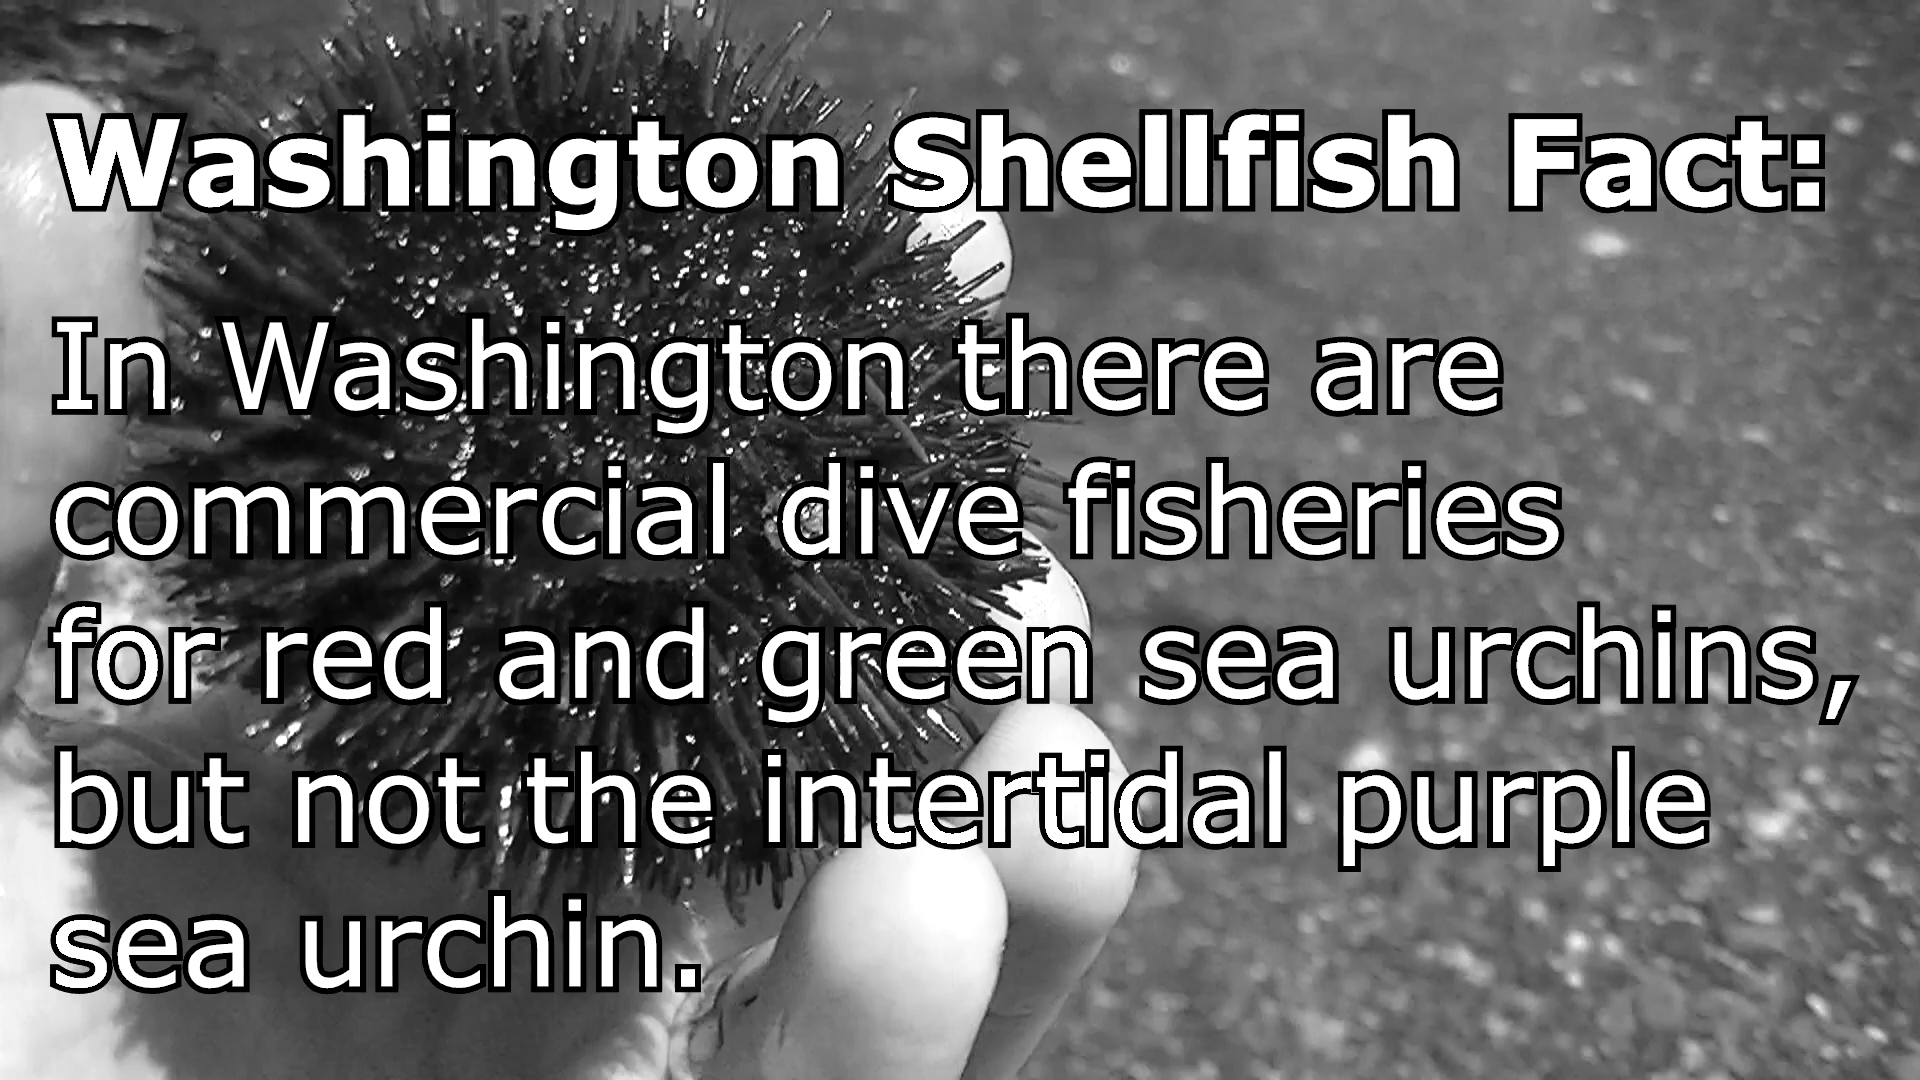 Washington Shellfish Fact:
In Washington there are
commercial dive fisheries
for red and green sea urchins,
but not the intertidal purple
sea urchin.